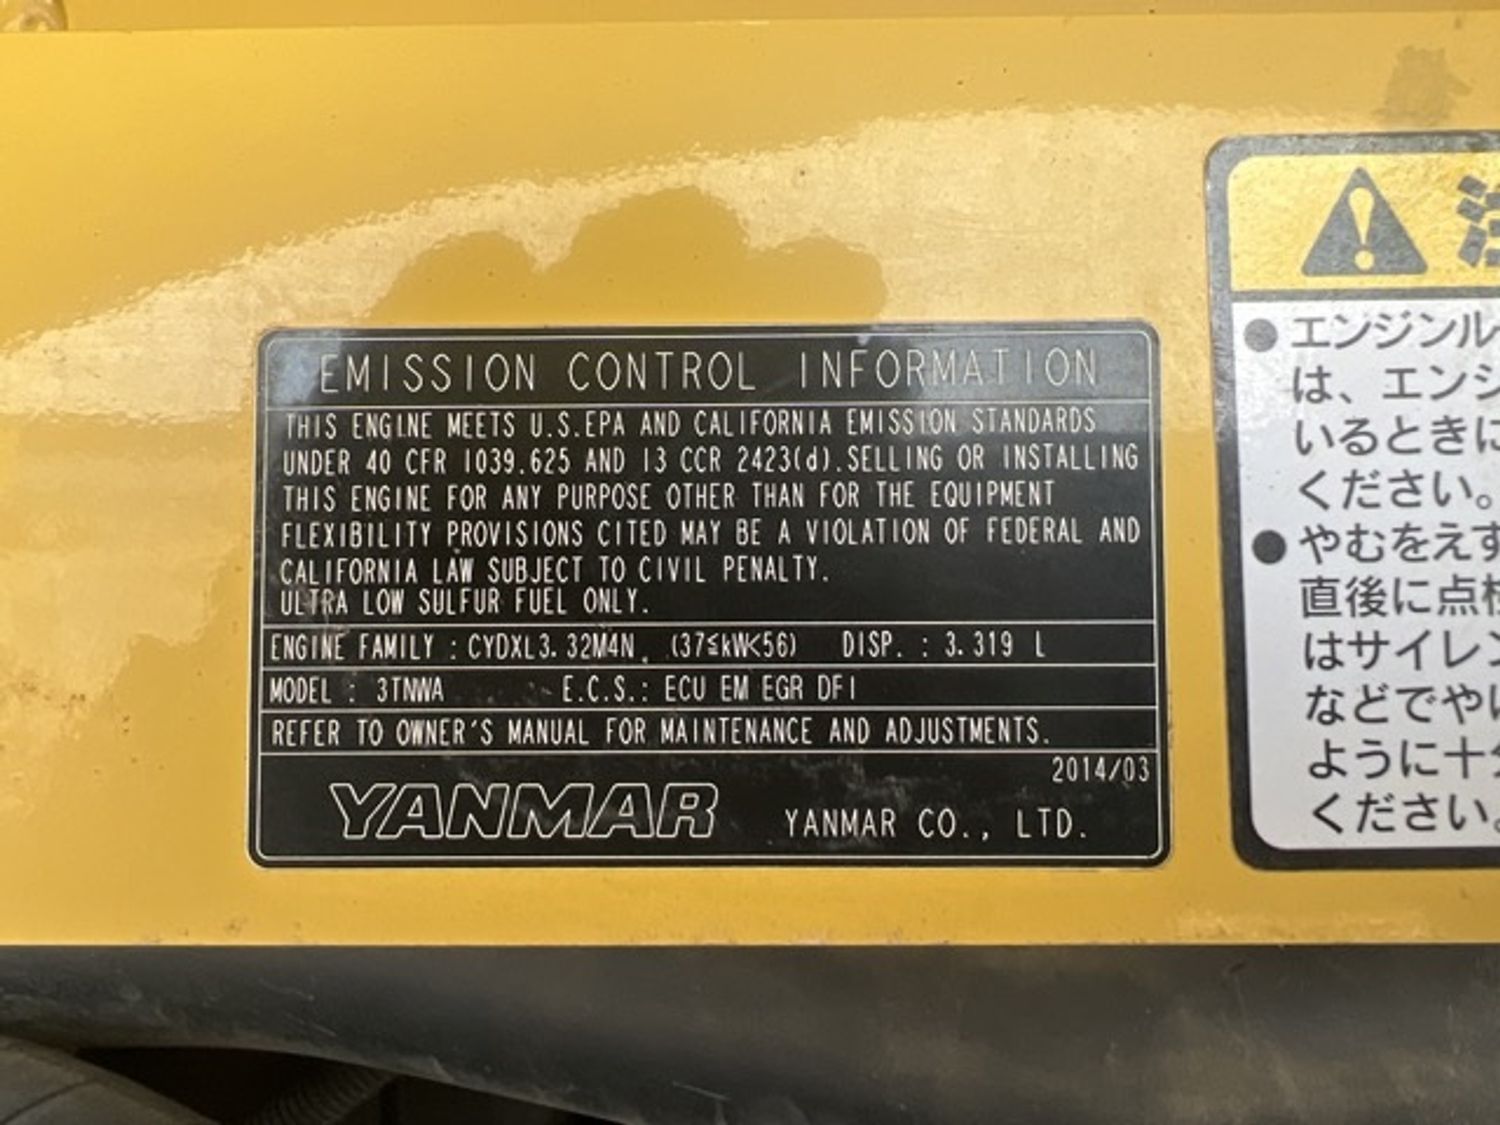 EMISSION CONTROL INFORMATION
THIS ENGINE MEETS U.S.EPA AND CALIFORNIA EMISSION STANDARDS
UNDER 40 CFR 1039.625 AND 13 CCR 2423(d).SELLING OR INSTALLING
THIS ENGINE FOR ANY PURPOSE OTHER THAN FOR THE EQUIPMENT
FLEXIBILITY PROVISIONS CITED MAY BE A VIOLATION OF FEDERAL AND
CALIFORNIA LAW SUBJECT TO CIVIL PENALTY.
ULTRA LOW SULFUR FUEL ONLY.
ENGINE FAMILY : CYDXL3.32M4N (37≦kW<56) DISP. : 3.319 L
MODEL : 3TNWA E.C.S.: ECU EM EGR DFI
REFER TO OWNER'S MANUAL FOR MAINTENANCE AND ADJUSTMENTS.
2014/03
YANMAR YANMAR CO., LTD.
●エンジンル
は、エンジ
いるときに
ください。
●やむをえず
直後に点検
はサイレン
などでやけ
ように十分
ください。